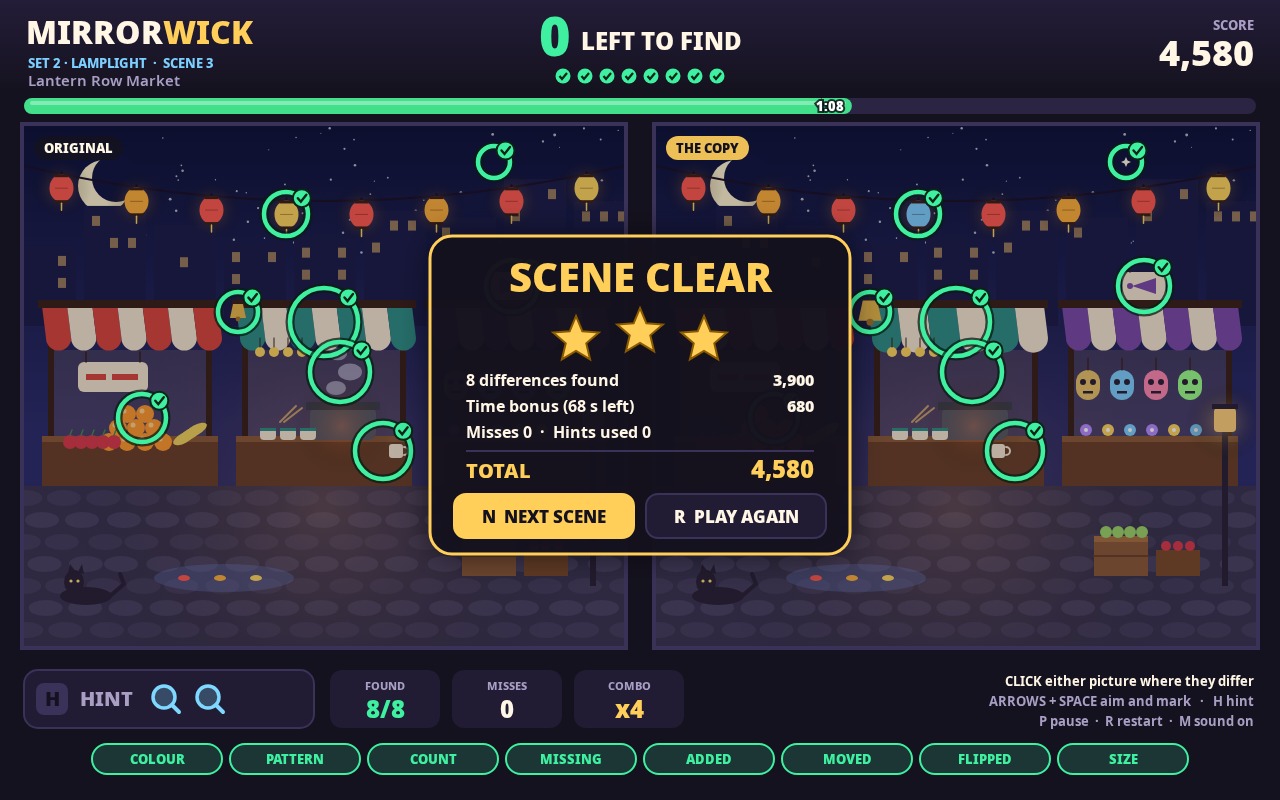 MIRRORWICK
SET 2 · LAMPLIGHT · SCENE 3
Lantern Row Market
0 LEFT TO FIND
SCORE
4,580
1:08
ORIGINAL
THE COPY
SCENE CLEAR
8 differences found 3,900
Time bonus (68 s left) 680
Misses 0 · Hints used 0
TOTAL 4,580
N NEXT SCENE
R PLAY AGAIN
H HINT
FOUND
8/8
MISSES
0
COMBO
x4
CLICK either picture where they differ
ARROWS + SPACE aim and mark · H hint
P pause · R restart · M sound on
COLOUR
PATTERN
COUNT
MISSING
ADDED
MOVED
FLIPPED
SIZE